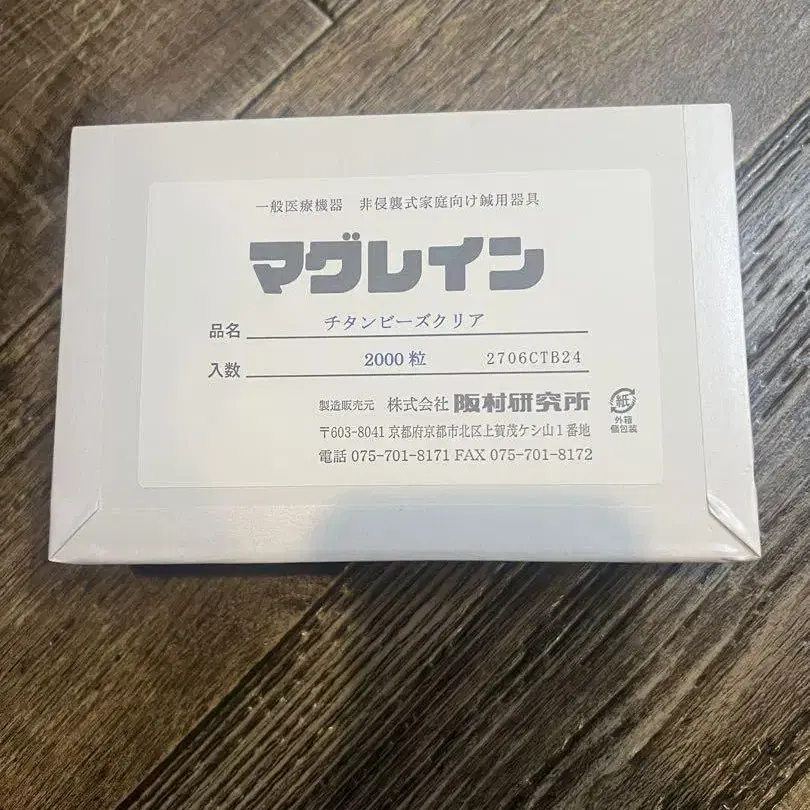 一般医療機器　非侵襲式家庭向け鍼用器具
マグレイン
品名 チタンビーズクリア
入数 2000 粒 2706CTB24
製造販売元 株式会社 阪村研究所
〒603-8041 京都府京都市北区上賀茂ケシ山1番地
電話 075-701-8171 FAX 075-701-8172
紙
外箱
個包装